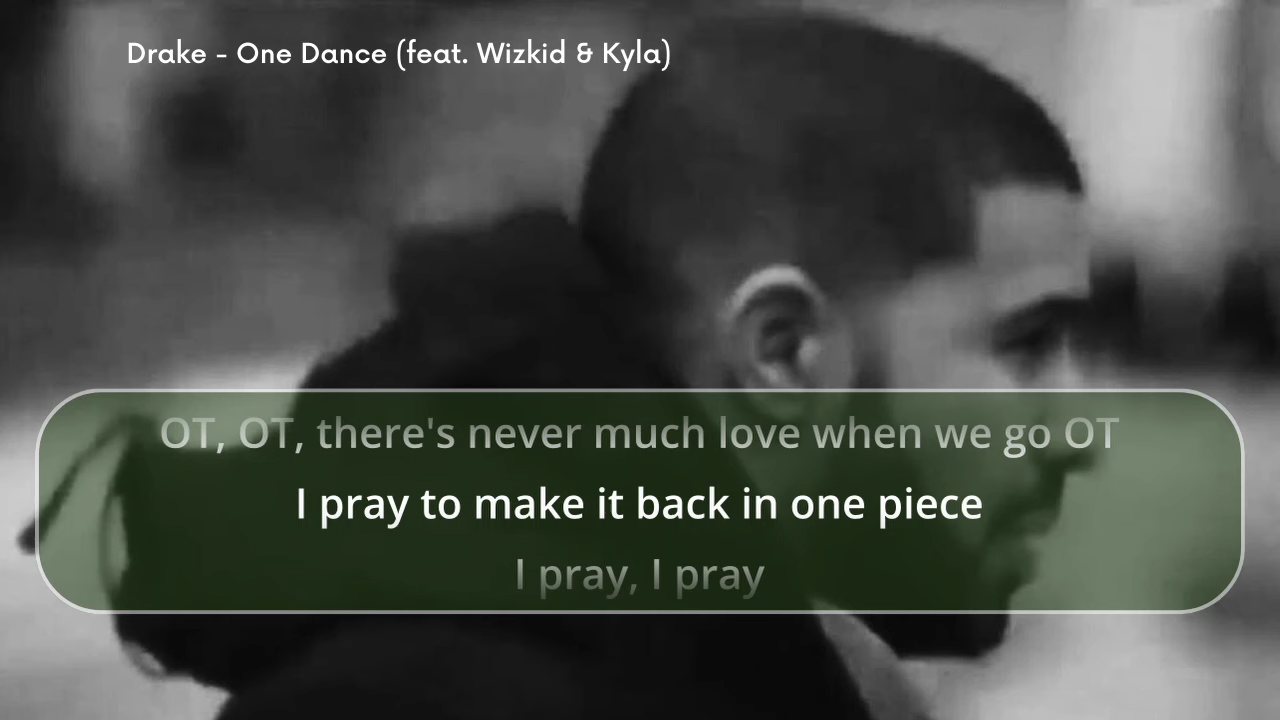 Drake - One Dance (feat. Wizkid & Kyla)
OT, OT, there's never much love when we go OT
I pray to make it back in one piece
I pray, I pray